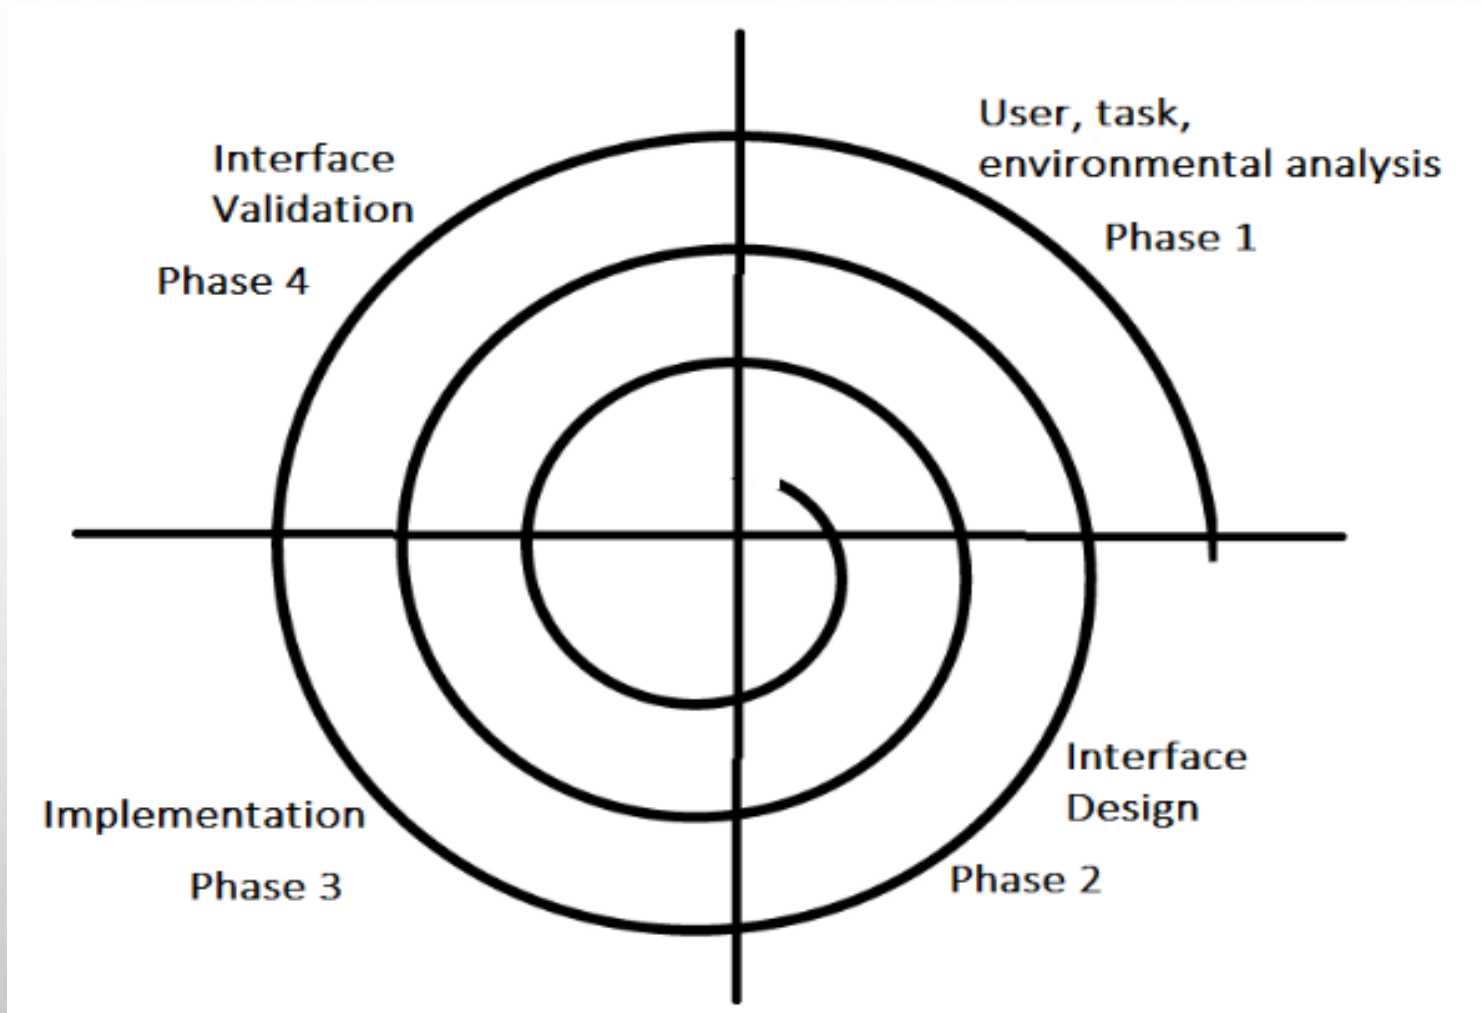 User, task,
environmental analysis
Phase 1
Interface
Design
Phase 2
Implementation
Phase 3
Interface
Validation
Phase 4